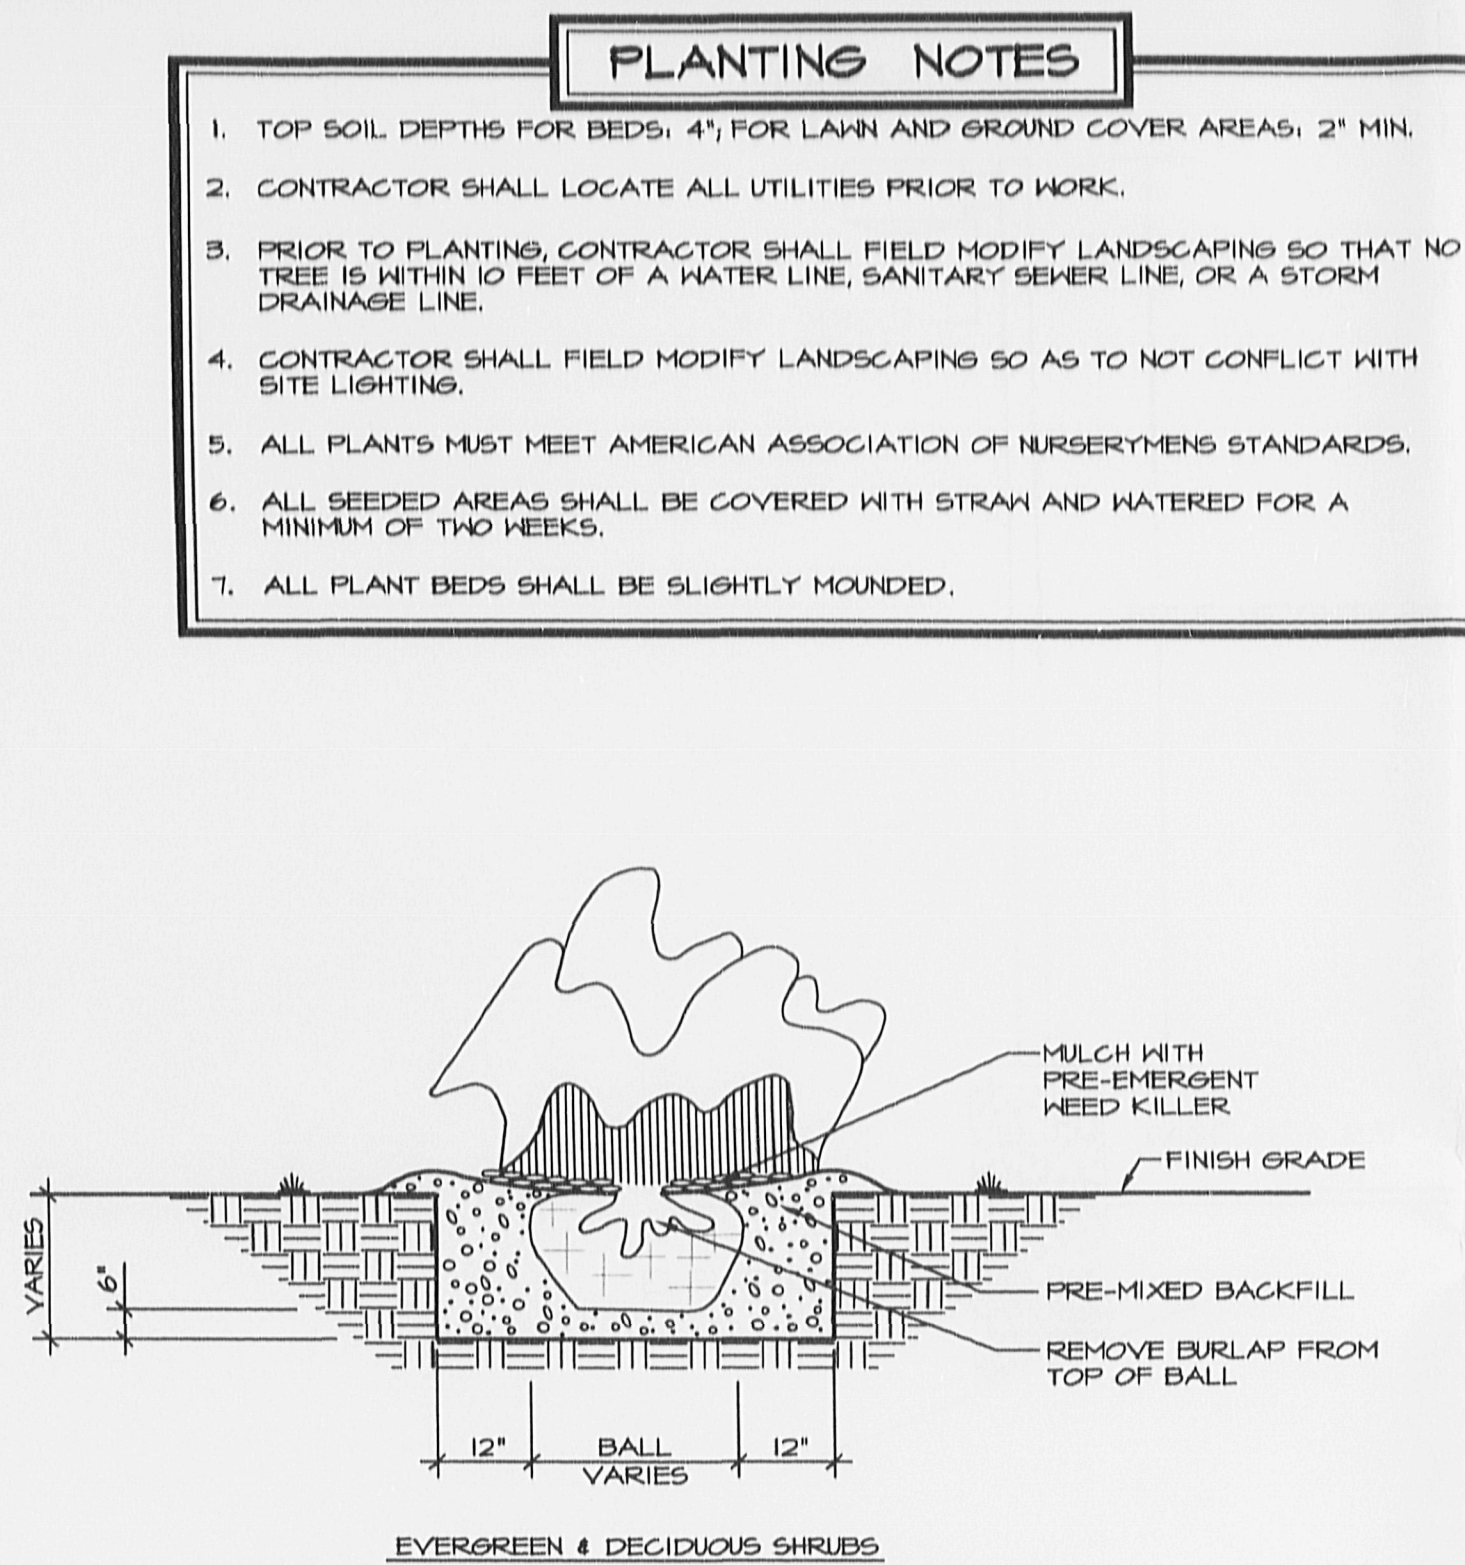 PLANTING NOTES
1. TOP SOIL DEPTHS FOR BEDS: 4"; FOR LAWN AND GROUND COVER AREAS: 2" MIN.
2. CONTRACTOR SHALL LOCATE ALL UTILITIES PRIOR TO WORK.
3. PRIOR TO PLANTING, CONTRACTOR SHALL FIELD MODIFY LANDSCAPING SO THAT NO
TREE IS WITHIN 10 FEET OF A WATER LINE, SANITARY SEWER LINE, OR A STORM
DRAINAGE LINE.
4. CONTRACTOR SHALL FIELD MODIFY LANDSCAPING SO AS TO NOT CONFLICT WITH
SITE LIGHTING.
5. ALL PLANTS MUST MEET AMERICAN ASSOCIATION OF NURSERYMENS STANDARDS.
6. ALL SEEDED AREAS SHALL BE COVERED WITH STRAW AND WATERED FOR A
MINIMUM OF TWO WEEKS.
7. ALL PLANT BEDS SHALL BE SLIGHTLY MOUNDED.
MULCH WITH
PRE-EMERGENT
WEED KILLER
FINISH GRADE
VARIES
6"
PRE-MIXED BACKFILL
REMOVE BURLAP FROM
TOP OF BALL
12"
BALL
VARIES
12"
EVERGREEN & DECIDUOUS SHRUBS